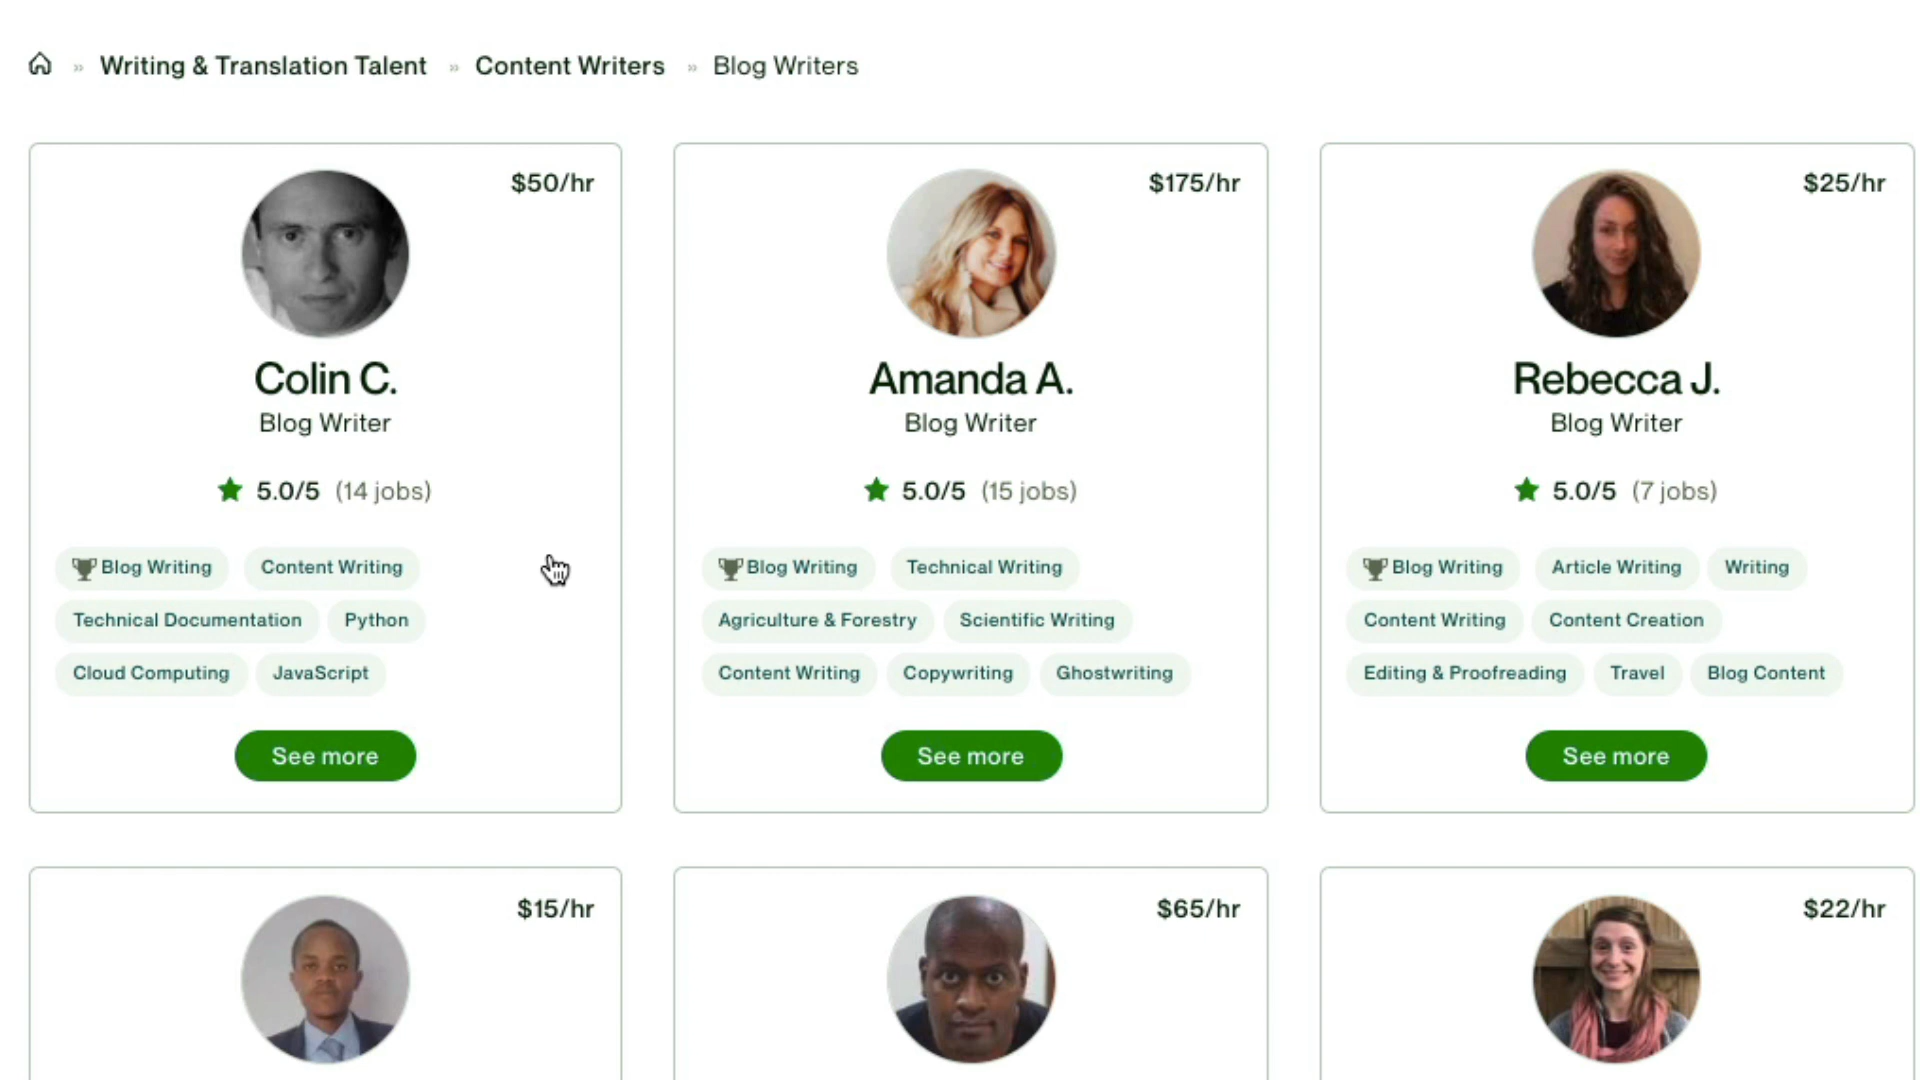 » Writing & Translation Talent » Content Writers » Blog Writers
$50/hr
Colin C.
Blog Writer
5.0/5 (14 jobs)
Blog Writing Content Writing
Technical Documentation Python
Cloud Computing JavaScript
See more
$175/hr
Amanda A.
Blog Writer
5.0/5 (15 jobs)
Blog Writing Technical Writing
Agriculture & Forestry Scientific Writing
Content Writing Copywriting Ghostwriting
See more
$25/hr
Rebecca J.
Blog Writer
5.0/5 (7 jobs)
Blog Writing Article Writing Writing
Content Writing Content Creation
Editing & Proofreading Travel Blog Content
See more
$15/hr
$65/hr
$22/hr